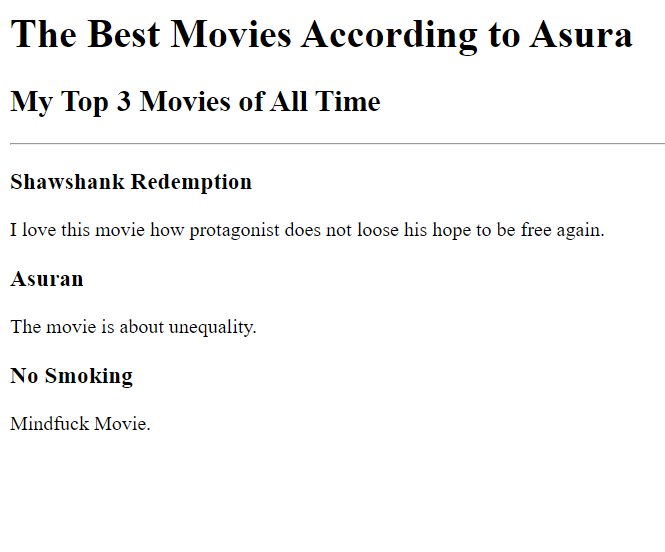 The Best Movies According to Asura
My Top 3 Movies of All Time
Shawshank Redemption
I love this movie how protagonist does not loose his hope to be free again.
Asuran
The movie is about unequality.
No Smoking
Mindfuck Movie.